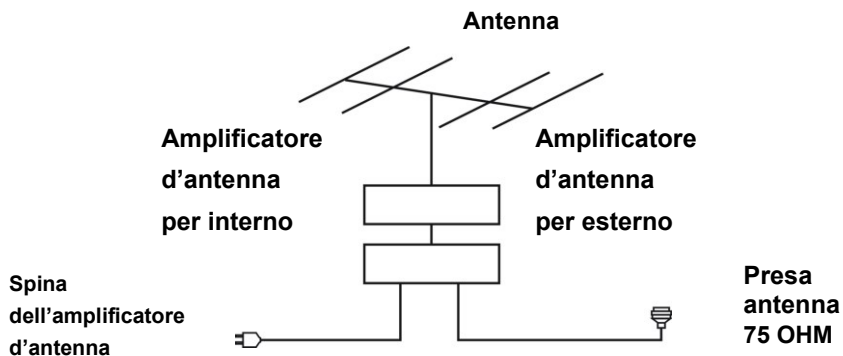 Antenna
Amplificatore
d’antenna
per interno
Amplificatore
d’antenna
per esterno
Spina
dell’amplificatore
d’antenna
Presa
antenna
75 OHM